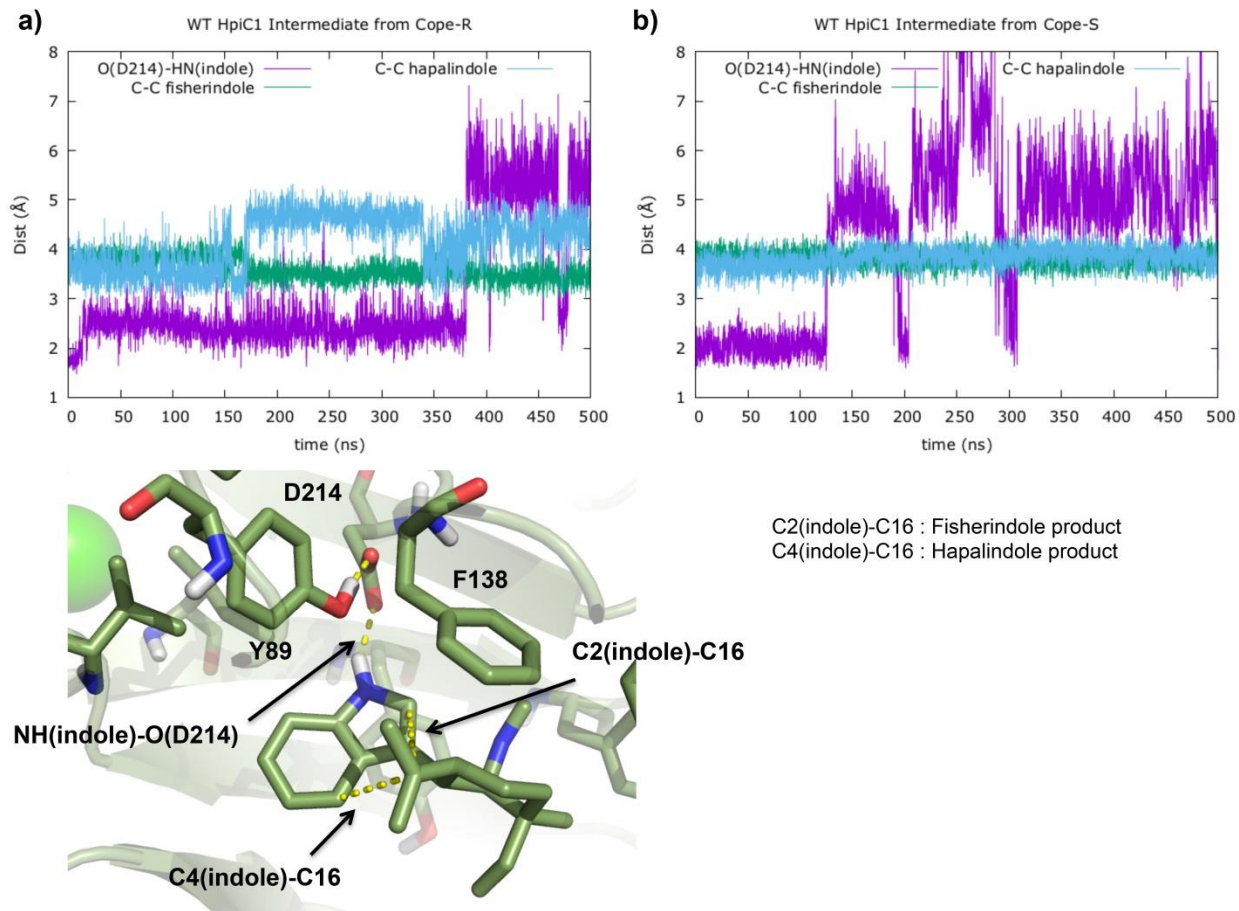 a)
WT HpiC1 Intermediate from Cope-R
O(D214)-HN(indole)
C-C fisherindole
C-C hapalindole
8
7
6
5
4
3
2
1
Dist (Å)
0 50 100 150 200 250 300 350 400 450 500
time (ns)
b)
WT HpiC1 Intermediate from Cope-S
O(D214)-HN(indole)
C-C fisherindole
C-C hapalindole
8
7
6
5
4
3
2
1
Dist (Å)
0 50 100 150 200 250 300 350 400 450 500
time (ns)
D214
F138
Y89
C2(indole)-C16
NH(indole)-O(D214)
C4(indole)-C16
C2(indole)-C16 : Fisherindole product
C4(indole)-C16 : Hapalindole product